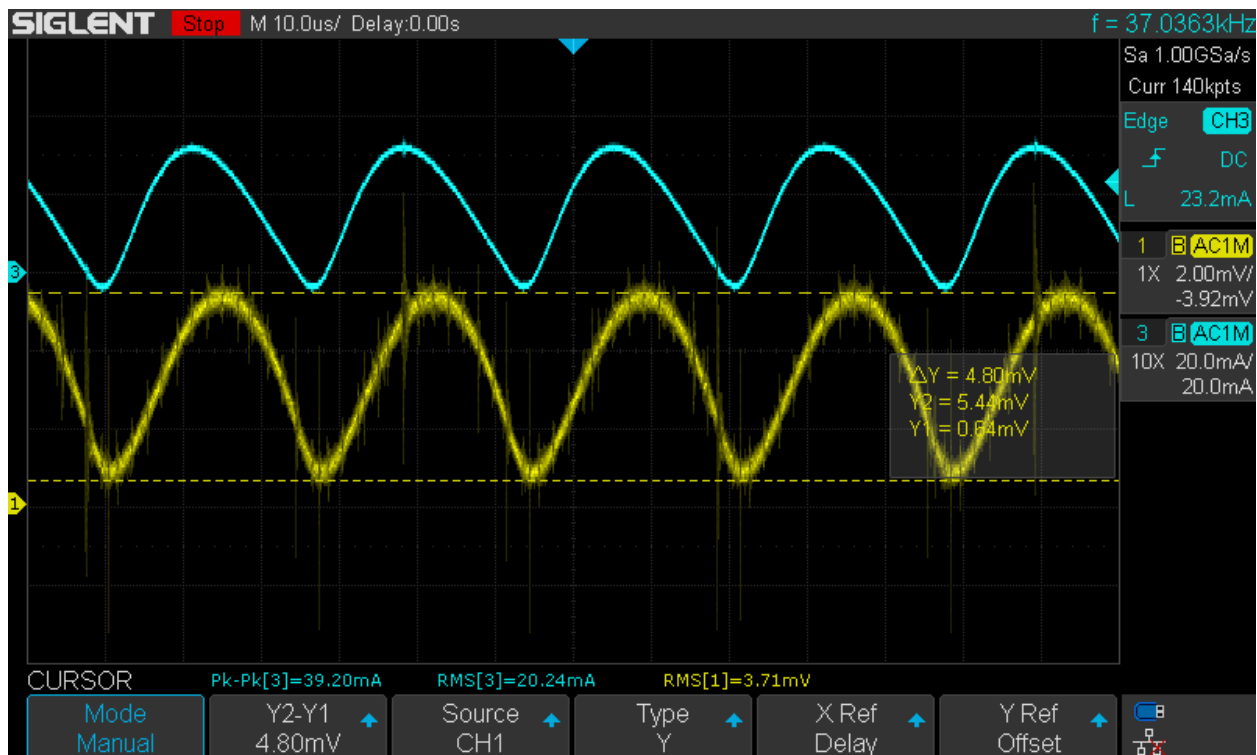 SIGLENT Stop M 10.0us/ Delay:0.00s f = 37.0363kHz
Sa 1.00GSa/s
Curr 140kpts
Edge CH3
DC
L 23.2mA
1 B AC1M
1X 2.00mV/
-3.92mV
3 B AC1M
10X 20.0mA/
20.0mA
3
1
ΔY = 4.80mV
Y2 = 5.44mV
Y1 = 0.64mV
CURSOR Pk-Pk[3]=39.20mA RMS[3]=20.24mA RMS[1]=3.71mV
Mode Y2-Y1 Source Type X Ref Y Ref
Manual 4.80mV CH1 Y Delay Offset